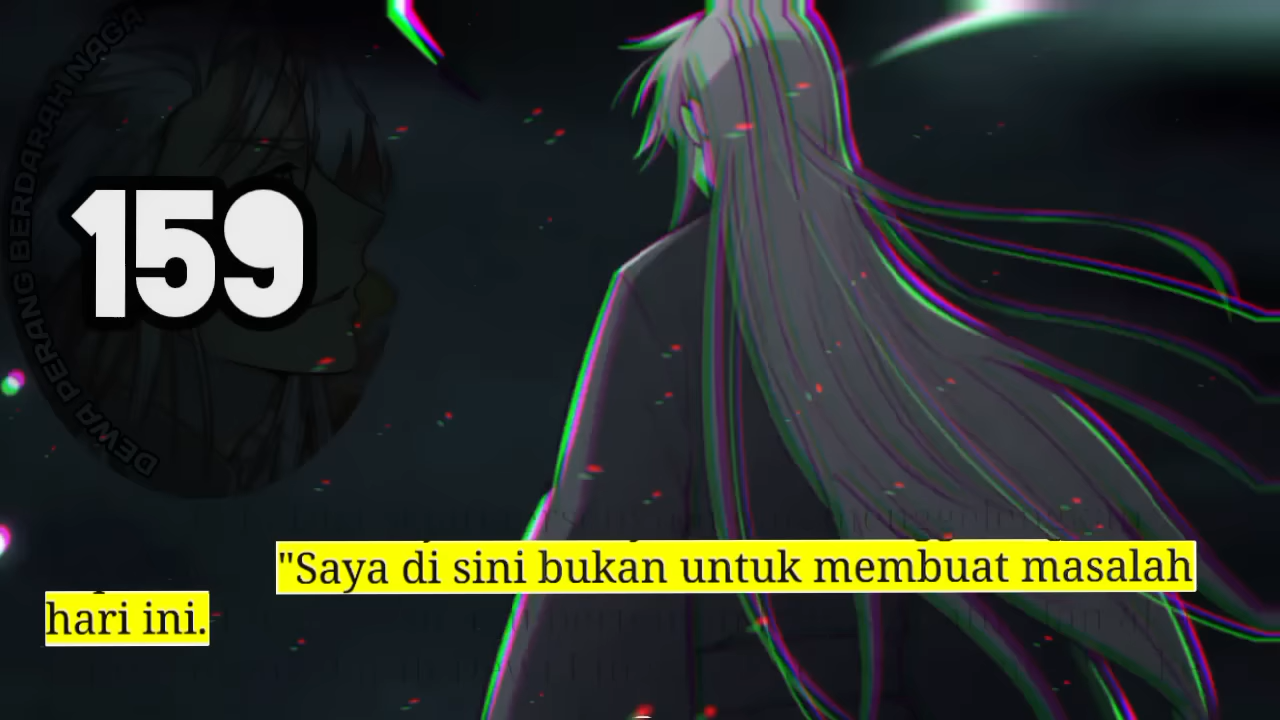 DEWA PERANG BERDARAH NAGA
159
"Saya di sini bukan untuk membuat masalah
hari ini.